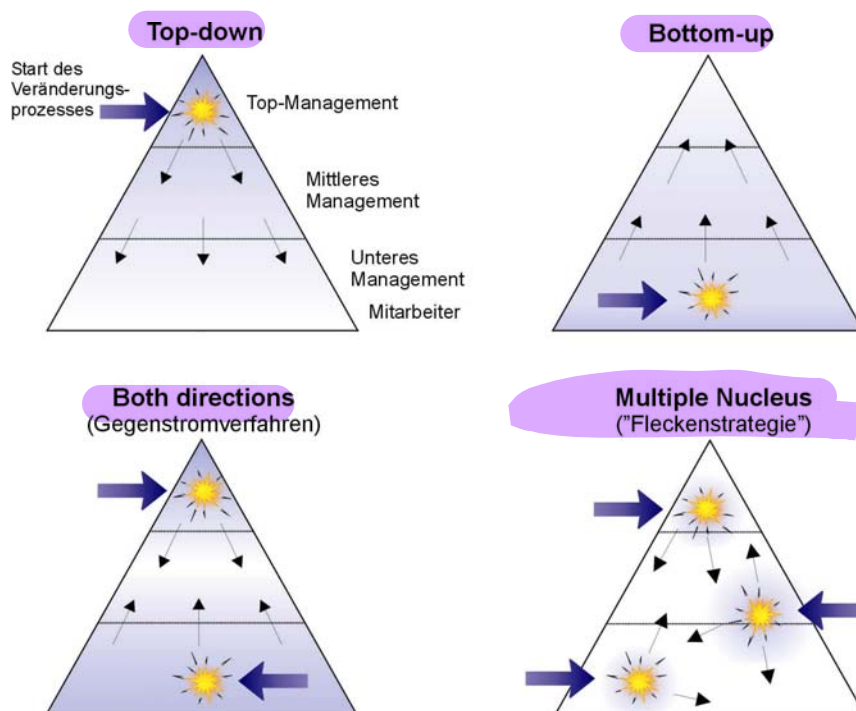 Top-down
Start des
Veränderungs-
prozesses
Top-Management
Mittleres
Management
Unteres
Management
Mitarbeiter
Bottom-up
Both directions
(Gegenstromverfahren)
Multiple Nucleus
("Fleckenstrategie")